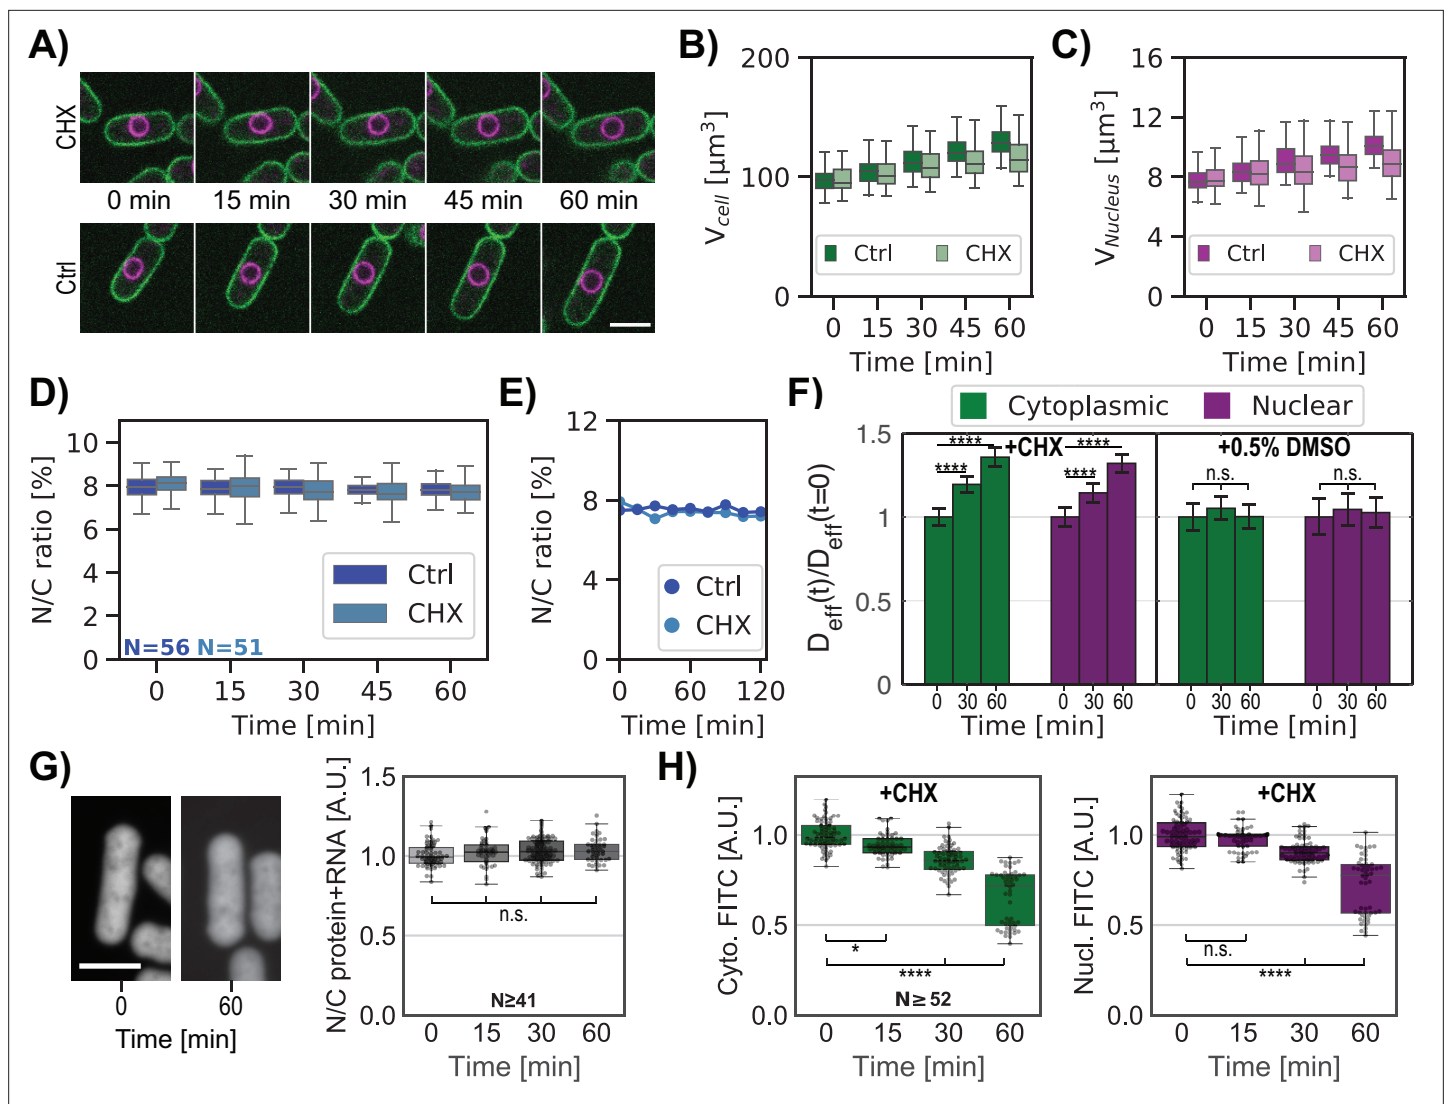 A)
CHX
0 min 15 min 30 min 45 min 60 min
Ctrl
B)
V_cell [µm³]
200
100
0
Ctrl CHX
0 15 30 45 60
Time [min]
C)
V_Nucleus [µm³]
16
12
8
4
0
Ctrl CHX
0 15 30 45 60
Time [min]
D)
N/C ratio [%]
10
8
6
4
2
0
Ctrl
CHX
N=56 N=51
0 15 30 45 60
Time [min]
E)
N/C ratio [%]
12
8
4
0
Ctrl
CHX
0 60 120
Time [min]
F)
Cytoplasmic Nuclear
D_eff(t)/D_eff(t=0)
1.5
1
0.5
0
+CHX
**** ****
**** ****
+0.5% DMSO
n.s. n.s.
0 30 60 0 30 60 0 30 60 0 30 60
Time [min] Time [min]
G)
0 60
Time [min]
N/C protein+RNA [A.U.]
1.5
1.0
0.5
0.0
n.s.
N≥41
0 15 30 60
Time [min]
H)
Cyto. FITC [A.U.]
1.0
0.5
0.0
+CHX
*
****
N≥52
0 15 30 60
Time [min]
Nucl. FITC [A.U.]
1.0
0.5
0.0
+CHX
n.s.
****
0 15 30 60
Time [min]